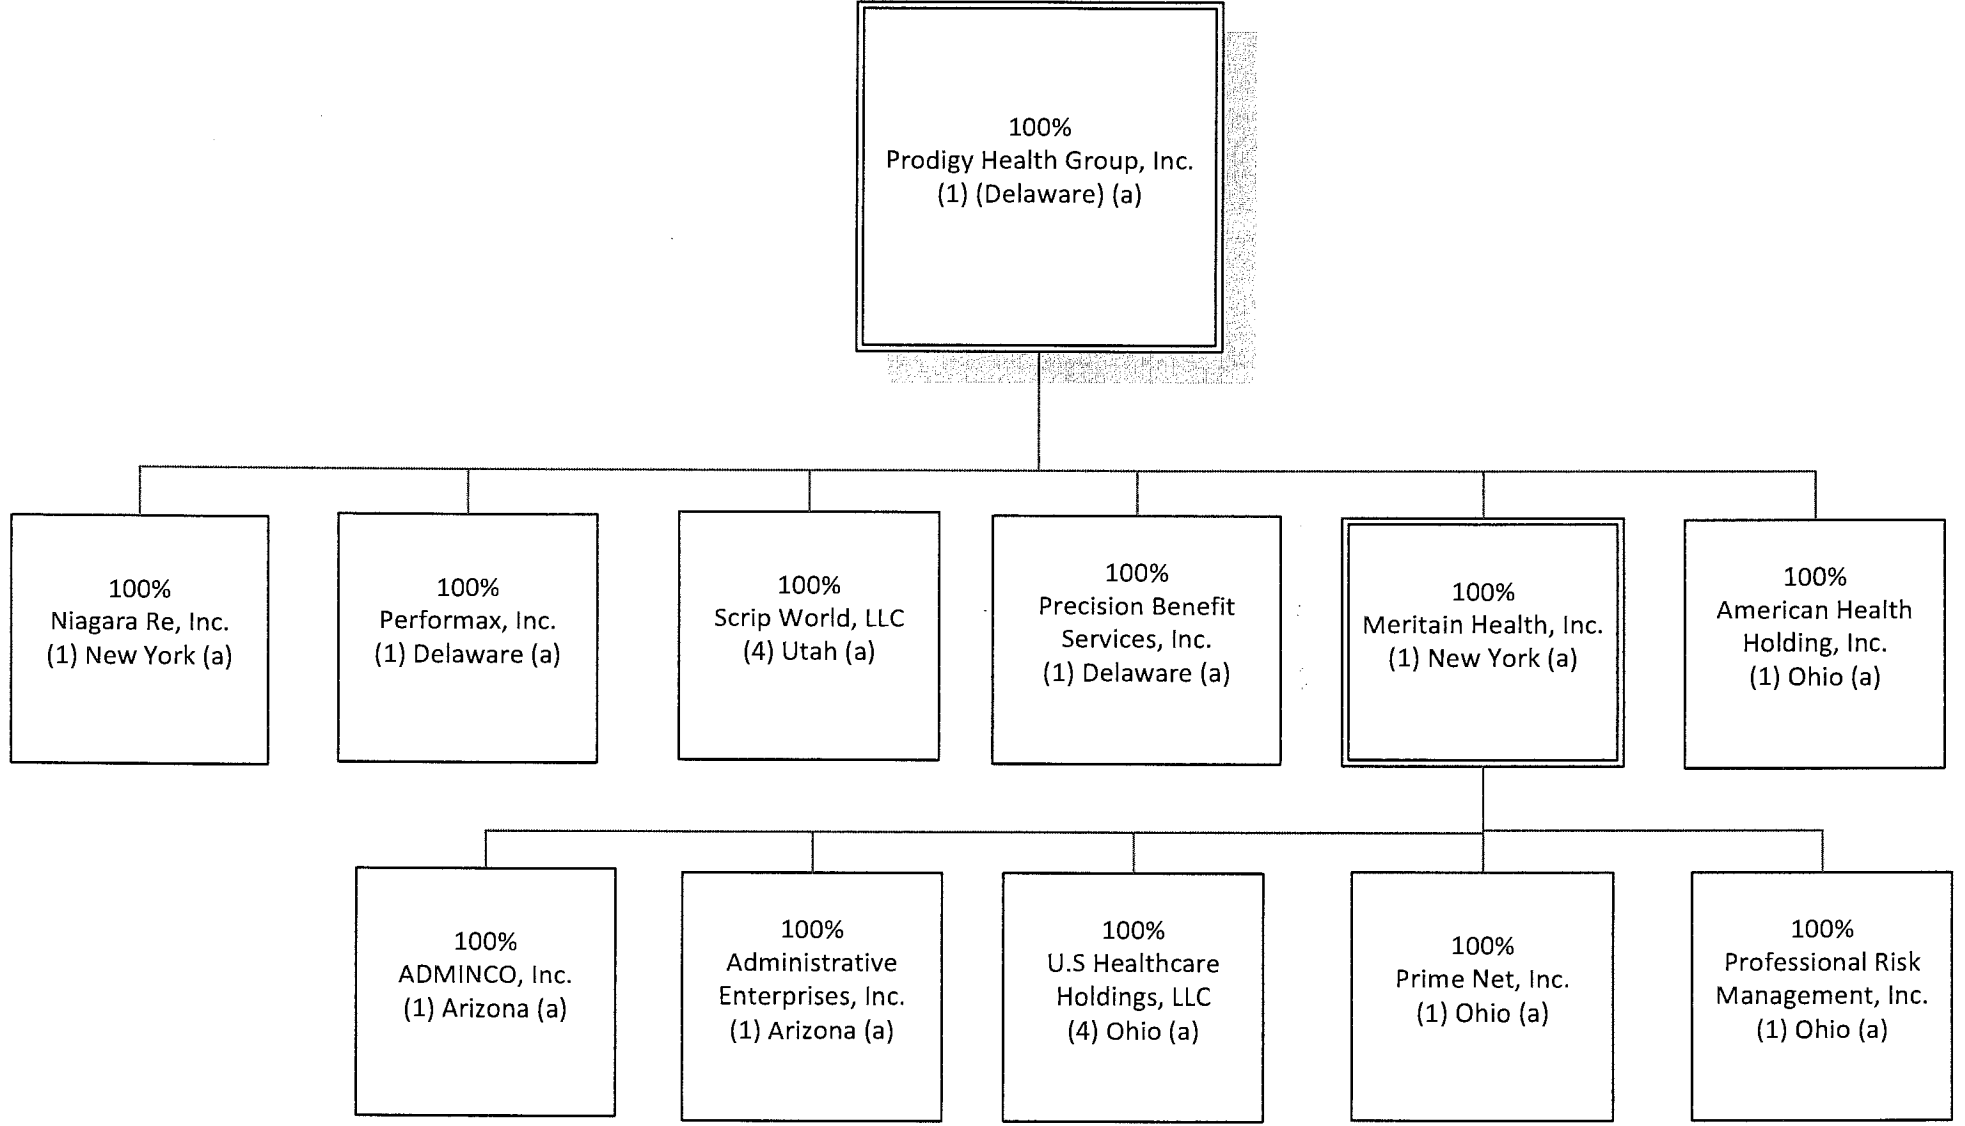 100%
Prodigy Health Group, Inc.
(1) (Delaware) (a)
100%
Niagara Re, Inc.
(1) New York (a)
100%
Performax, Inc.
(1) Delaware (a)
100%
Scrip World, LLC
(4) Utah (a)
100%
Precision Benefit
Services, Inc.
(1) Delaware (a)
100%
Meritain Health, Inc.
(1) New York (a)
100%
American Health
Holding, Inc.
(1) Ohio (a)
100%
ADMINCO, Inc.
(1) Arizona (a)
100%
Administrative
Enterprises, Inc.
(1) Arizona (a)
100%
U.S Healthcare
Holdings, LLC
(4) Ohio (a)
100%
Prime Net, Inc.
(1) Ohio (a)
100%
Professional Risk
Management, Inc.
(1) Ohio (a)